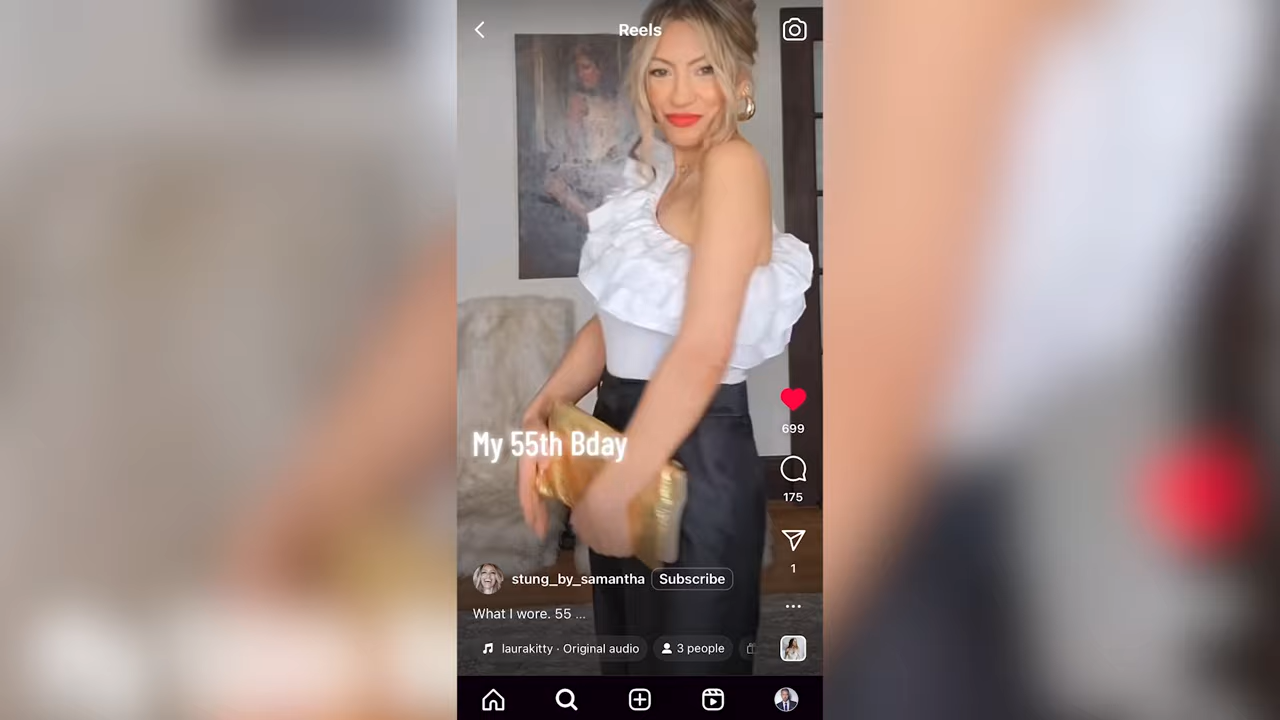 Reels
699
My 55th Bday
175
1
stung_by_samantha Subscribe
What I wore. 55 ...
laurakitty · Original audio 3 people